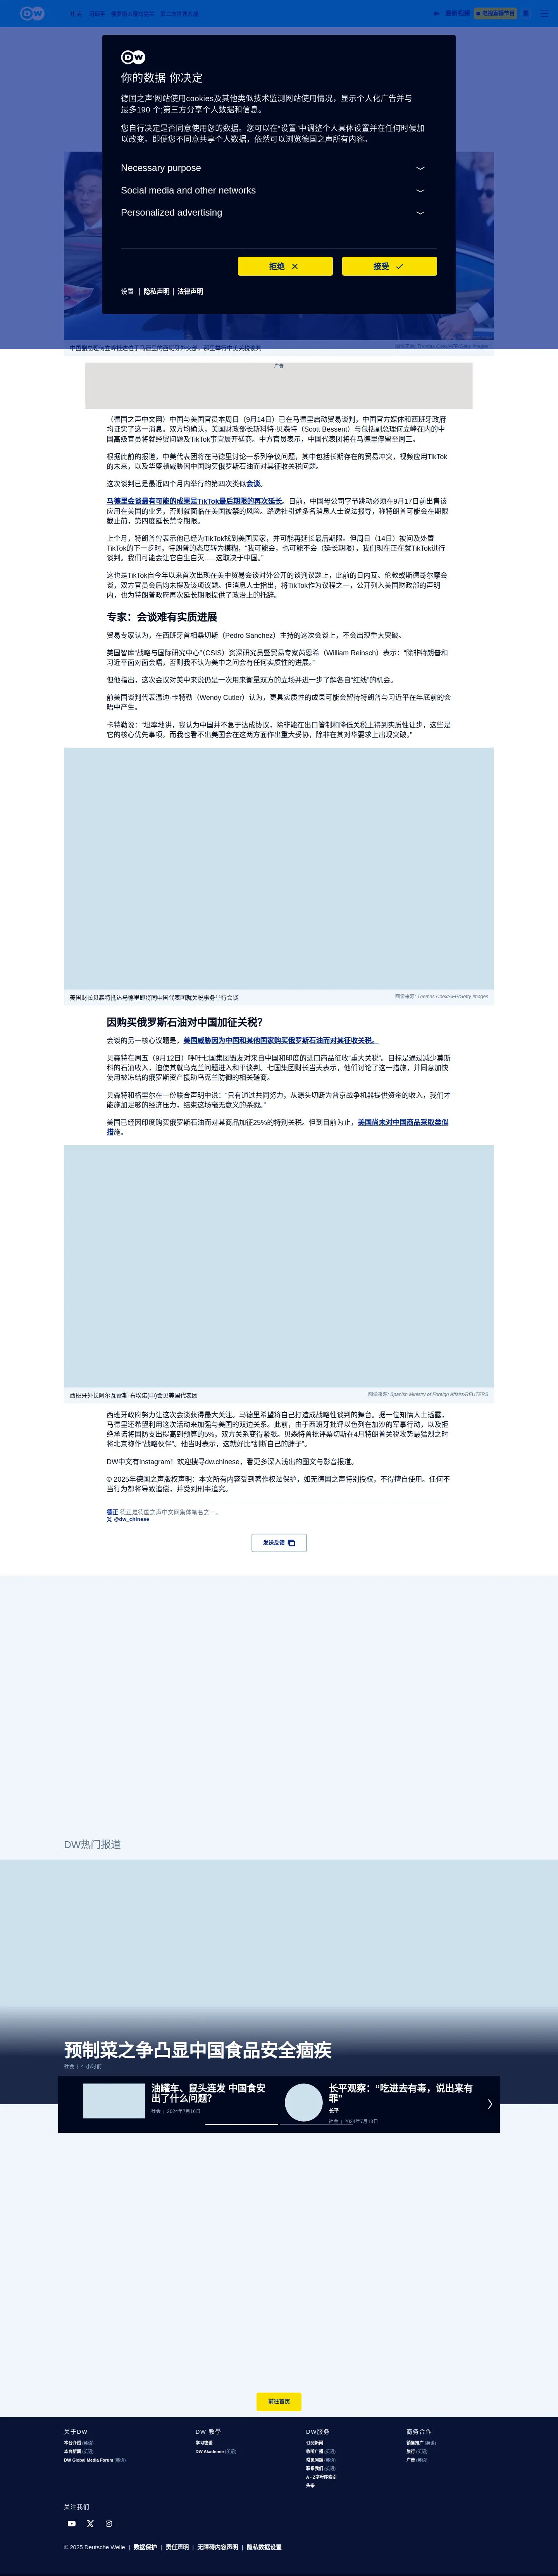 DW
热点 习近平 俄罗斯入侵乌克兰 第二次世界大战
最新视频 电视直播节目
DW
你的数据 你决定
德国之声’网站使用cookies及其他类似技术监测网站使用情况，显示个人化广告并与
最多190 个;第三方分享个人数据和信息。
您自行决定是否同意使用您的数据。您可以在“设置”中调整个人具体设置并在任何时候加
以改变。即便您不同意共享个人数据，依然可以浏览德国之声所有内容。
Necessary purpose
Social media and other networks
Personalized advertising
拒绝
接受
设置 | 隐私声明 | 法律声明
中国副总理何立峰抵达位于马德里的西班牙外交部，那里举行中美关税谈判
图像来源: Thomas Coex/AFP/Getty Images
广告
（德国之声中文网）中国与美国官员本周日（9月14日）已在马德里启动贸易谈判，中国官方媒体和西班牙政府
均证实了这一消息。双方均确认，美国财政部长斯科特·贝森特（Scott Bessent）与包括副总理何立峰在内的中
国高级官员将就经贸问题及TikTok事宜展开磋商。中方官员表示，中国代表团将在马德里停留至周三。
根据此前的报道，中美代表团将在马德里讨论一系列争议问题，其中包括长期存在的贸易冲突，视频应用TikTok
的未来，以及华盛顿威胁因中国购买俄罗斯石油而对其征收关税问题。
这次谈判已是最近四个月内举行的第四次类似会谈。
马德里会谈最有可能的成果是TikTok最后期限的再次延长。目前，中国母公司字节跳动必须在9月17日前出售该
应用在美国的业务，否则就面临在美国被禁的风险。路透社引述多名消息人士说法报导，称特朗普可能会在期限
截止前，第四度延长禁令期限。
上个月，特朗普曾表示他已经为TikTok找到美国买家，并可能再延长最后期限。但周日（14日）被问及处置
TikTok的下一步时，特朗普的态度转为模糊，“我可能会，也可能不会（延长期限），我们现在正在就TikTok进行
谈判。我们可能会让它自生自灭......这取决于中国。”
这也是TikTok自今年以来首次出现在美中贸易会谈对外公开的谈判议题上，此前的日内瓦、伦敦或斯德哥尔摩会
谈，双方官员会后均未提及该项议题。但消息人士指出，将TikTok作为议程之一，公开列入美国财政部的声明
内，也为特朗普政府再次延长期限提供了政治上的托辞。
专家：会谈难有实质进展
贸易专家认为，在西班牙首相桑切斯（Pedro Sanchez）主持的这次会谈上，不会出现重大突破。
美国智库“战略与国际研究中心”（CSIS）资深研究员暨贸易专家芮恩希（William Reinsch）表示：“除非特朗普和
习近平面对面会晤，否则我不认为美中之间会有任何实质性的进展。”
但他指出，这次会议对美中来说仍是一次用来衡量双方的立场并进一步了解各自“红线”的机会。
前美国谈判代表温迪·卡特勒（Wendy Cutler）认为，更具实质性的成果可能会留待特朗普与习近平在年底前的会
晤中产生。
卡特勒说：“坦率地讲，我认为中国并不急于达成协议，除非能在出口管制和降低关税上得到实质性让步，这些是
它的核心优先事项。而我也看不出美国会在这两方面作出重大妥协，除非在其对华要求上出现突破。”
美国财长贝森特抵达马德里即将同中国代表团就关税事务举行会谈
图像来源: Thomas Coex/AFP/Getty Images
因购买俄罗斯石油对中国加征关税？
会谈的另一核心议题是，美国威胁因为中国和其他国家购买俄罗斯石油而对其征收关税。
贝森特在周五（9月12日）呼吁七国集团盟友对来自中国和印度的进口商品征收“重大关税”。目标是通过减少莫斯
科的石油收入，迫使其就乌克兰问题进入和平谈判。七国集团财长当天表示，他们讨论了这一措施，并同意加快
使用被冻结的俄罗斯资产援助乌克兰防御的相关磋商。
贝森特和格里尔在一份联合声明中说：“只有通过共同努力，从源头切断为普京战争机器提供资金的收入，我们才
能施加足够的经济压力，结束这场毫无意义的杀戮。”
美国已经因印度购买俄罗斯石油而对其商品加征25%的特别关税。但到目前为止，美国尚未对中国商品采取类似
措施。
西班牙外长阿尔瓦雷斯·布埃诺(中)会见美国代表团
图像来源: Spanish Ministry of Foreign Affairs/REUTERS
西班牙政府努力让这次会谈获得最大关注。马德里希望将自己打造成战略性谈判的舞台。据一位知情人士透露，
马德里还希望利用这次活动来加强与美国的双边关系。此前，由于西班牙批评以色列在加沙的军事行动，以及拒
绝承诺将国防支出提高到预算的5%，双方关系变得紧张。贝森特曾批评桑切斯在4月特朗普关税攻势最猛烈之时
将北京称作“战略伙伴”。他当时表示，这就好比“割断自己的脖子”。
DW中文有Instagram！欢迎搜寻dw.chinese，看更多深入浅出的图文与影音报道。
© 2025年德国之声版权声明：本文所有内容受到著作权法保护，如无德国之声特别授权，不得擅自使用。任何不
当行为都将导致追偿，并受到刑事追究。
德正 德正是德国之声中文网集体笔名之一。
@dw_chinese
发送反馈
DW热门报道
预制菜之争凸显中国食品安全痼疾
社会 | 4 小时前
油罐车、鼠头连发 中国食安
出了什么问题？
社会 | 2024年7月16日
长平观察：“吃进去有毒，说出来有
罪”
长平
社会 | 2024年7月13日
前往首页
关于DW
本台介绍 (英语)
本台新闻 (英语)
DW Global Media Forum (英语)
DW 教學
学习德语
DW Akademie (英语)
DW服务
订阅新闻
收听广播 (英语)
常见问题 (英语)
联系我们 (英语)
A - Z字母序索引
头条
商务合作
销售推广 (英语)
旅行 (英语)
广告 (英语)
关注我们
© 2025 Deutsche Welle | 数据保护 | 责任声明 | 无障碍内容声明 | 隐私数据设置